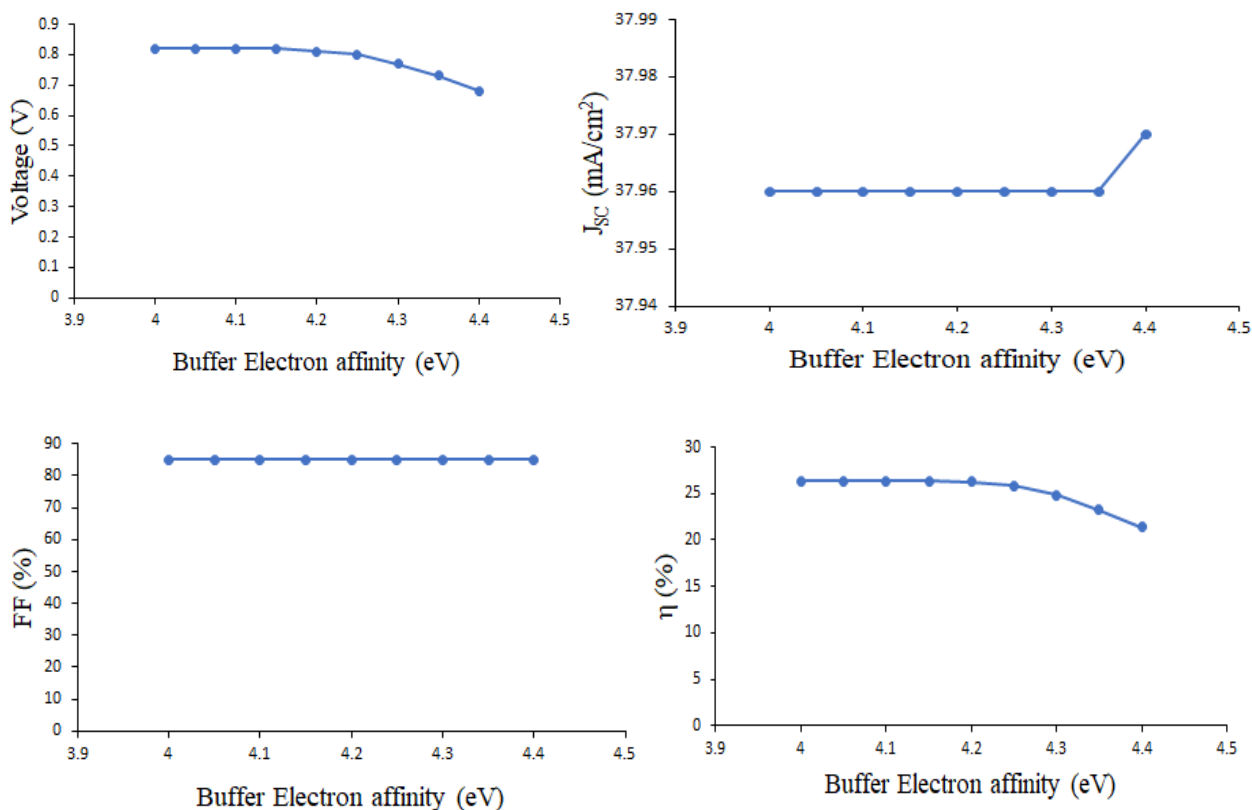 Voltage (V)
0.9
0.8
0.7
0.6
0.5
0.4
0.3
0.2
0.1
0
3.9 4 4.1 4.2 4.3 4.4 4.5
Buffer Electron affinity (eV)
J_SC (mA/cm²)
37.99
37.98
37.97
37.96
37.95
37.94
3.9 4 4.1 4.2 4.3 4.4 4.5
Buffer Electron affinity (eV)
FF (%)
90
80
70
60
50
40
30
20
10
0
3.9 4 4.1 4.2 4.3 4.4 4.5
Buffer Electron affinity (eV)
η (%)
30
25
20
15
10
5
0
3.9 4 4.1 4.2 4.3 4.4 4.5
Buffer Electron affinity (eV)